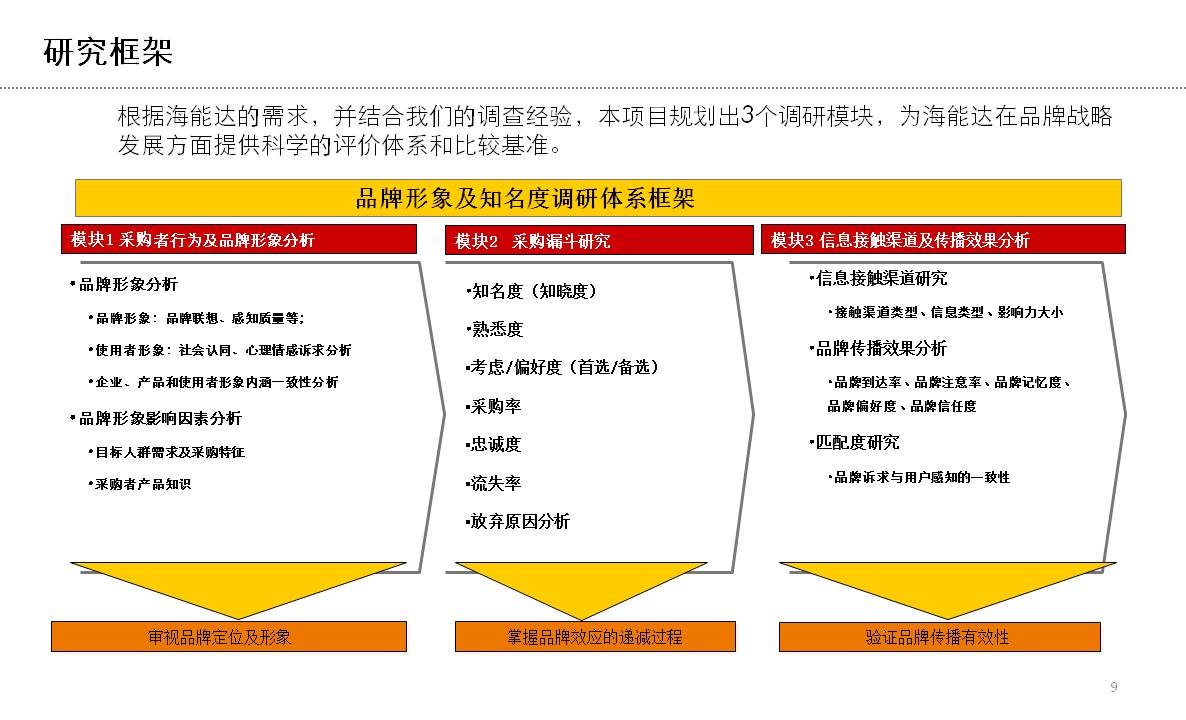 研究框架
根据海能达的需求，并结合我们的调查经验，本项目规划出3个调研模块，为海能达在品牌战略
发展方面提供科学的评价体系和比较基准。
品牌形象及知名度调研体系框架
模块1 采购者行为及品牌形象分析
•品牌形象分析
•品牌形象：品牌联想、感知质量等；
•使用者形象：社会认同、心理情感诉求分析
•企业、产品和使用者形象内涵一致性分析
•品牌形象影响因素分析
•目标人群需求及采购特征
•采购者产品知识
审视品牌定位及形象
模块2 采购漏斗研究
•知名度（知晓度）
•熟悉度
•考虑/偏好度（首选/备选）
•采购率
•忠诚度
•流失率
•放弃原因分析
掌握品牌效应的递减过程
模块3 信息接触渠道及传播效果分析
•信息接触渠道研究
•接触渠道类型、信息类型、影响力大小
•品牌传播效果分析
•品牌到达率、品牌注意率、品牌记忆度、
品牌偏好度、品牌信任度
•匹配度研究
•品牌诉求与用户感知的一致性
验证品牌传播有效性
9